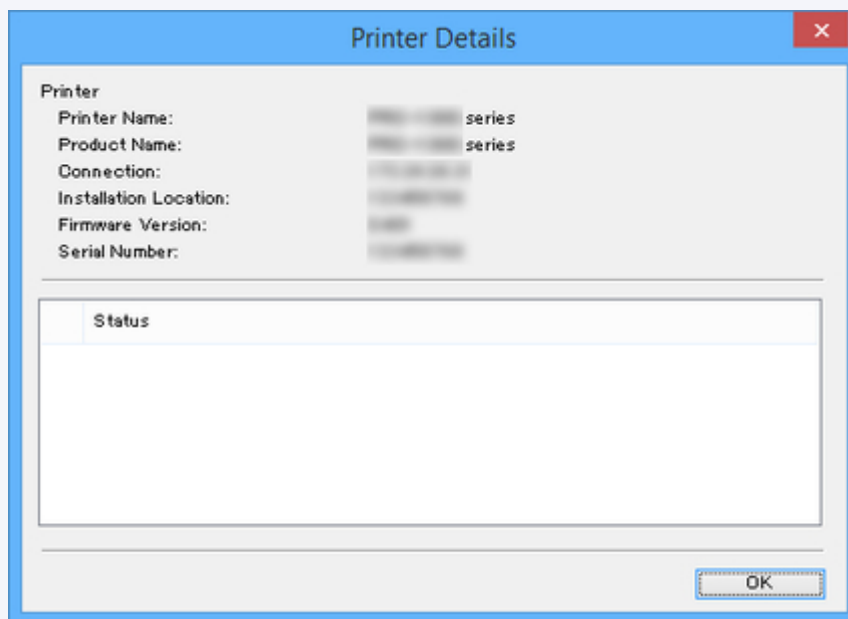 Printer Details
Printer
Printer Name: series
Product Name: series
Connection:
Installation Location:
Firmware Version:
Serial Number:
Status
OK